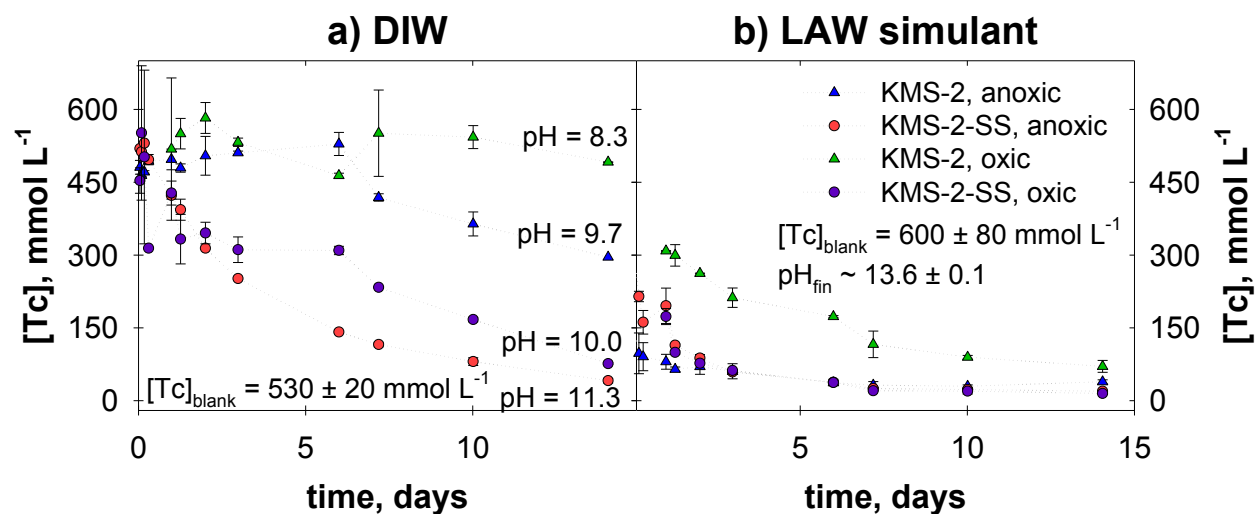 a) DIW
b) LAW simulant
[Tc], mmol L⁻¹
600
450
300
150
0
pH = 8.3
pH = 9.7
pH = 10.0
pH = 11.3
[Tc]blank = 530 ± 20 mmol L⁻¹
0
5
10
time, days
KMS-2, anoxic
KMS-2-SS, anoxic
KMS-2, oxic
KMS-2-SS, oxic
[Tc]blank = 600 ± 80 mmol L⁻¹
pHfin ~ 13.6 ± 0.1
600
450
300
150
0
[Tc], mmol L⁻¹
5
10
15
time, days